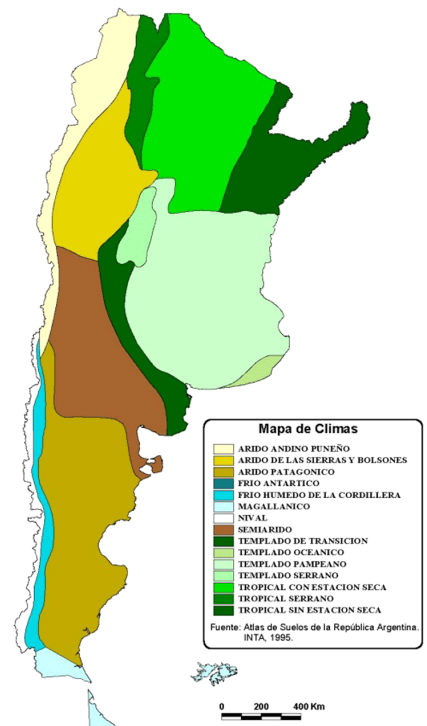 Mapa de Climas
ARIDO ANDINO PUNEÑO
ARIDO DE LAS SIERRAS Y BOLSONES
ARIDO PATAGONICO
FRIO ANTARTICO
FRIO HUMEDO DE LA CORDILLERA
MAGALLANICO
NIVAL
SEMIARIDO
TEMPLADO DE TRANSICION
TEMPLADO OCEANICO
TEMPLADO PAMPEANO
TEMPLADO SERRANO
TROPICAL CON ESTACION SECA
TROPICAL SERRANO
TROPICAL SIN ESTACION SECA
Fuente: Atlas de Suelos de la República Argentina.
INTA, 1995.
0 200 400 Km